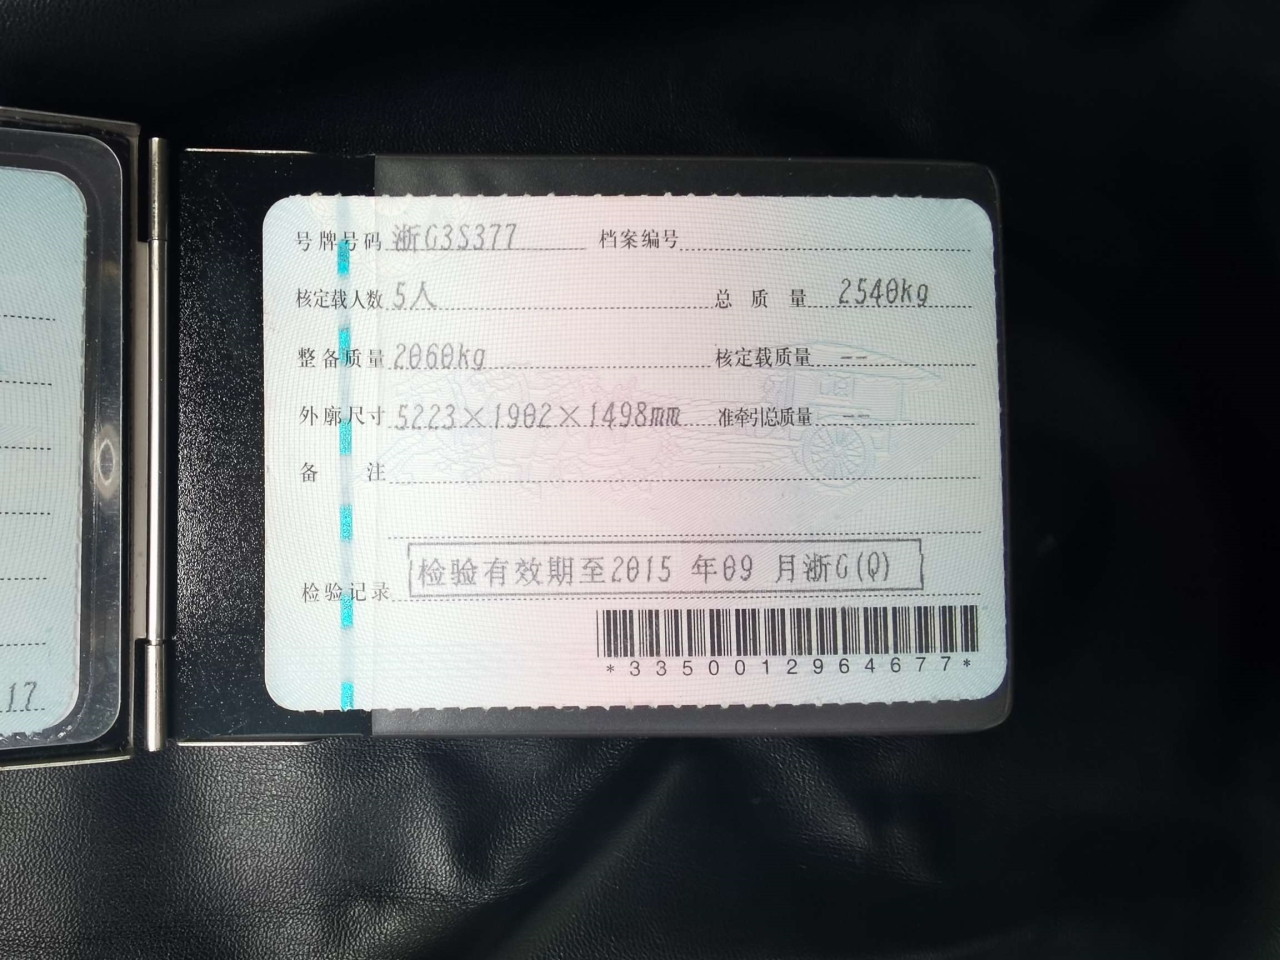 号牌号码 浙G3S377 档案编号
核定载人数 5人 总质量 2540kg
整备质量 2060kg 核定载质量 --
外廓尺寸 5223×1902×1498mm 准牵引总质量 --
备注
检验记录 检验有效期至2015 年09 月浙G(Q)
*3350012964677*
17